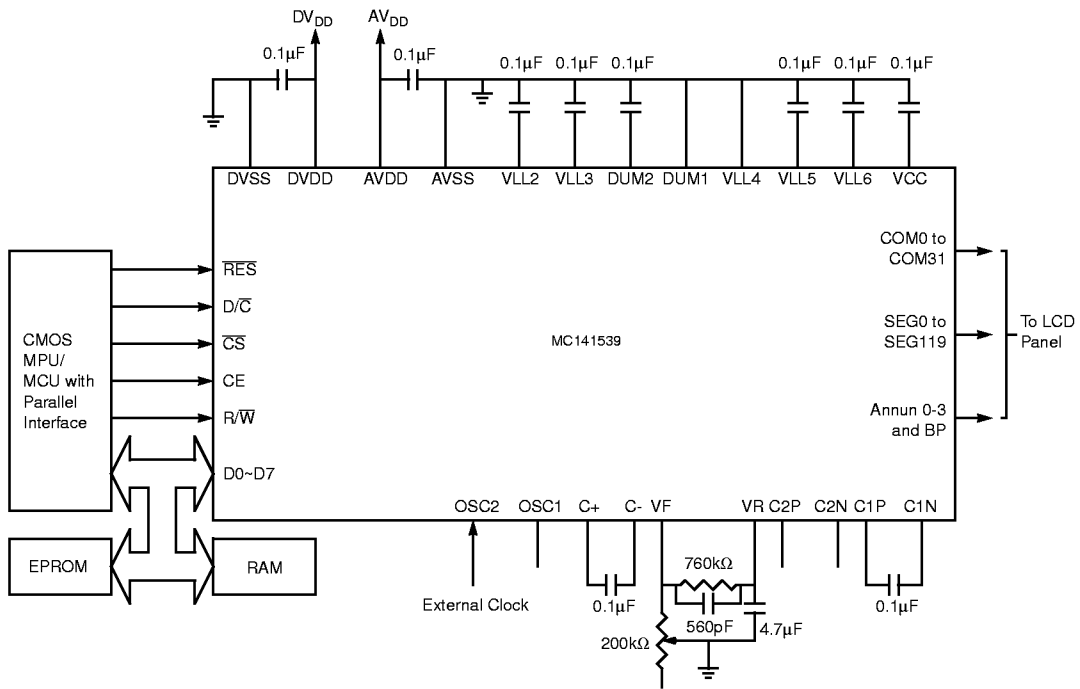 DVDD AVDD
0.1µF 0.1µF 0.1µF 0.1µF 0.1µF 0.1µF 0.1µF 0.1µF
DVSS DVDD AVDD AVSS VLL2 VLL3 DUM2 DUM1 VLL4 VLL5 VLL6 VCC
CMOS
MPU/
MCU with
Parallel
Interface
RES
D/C
CS
CE
R/W
D0~D7
MC141539
COM0 to
COM31
SEG0 to
SEG119
Annun 0-3
and BP
To LCD
Panel
OSC2 OSC1 C+ C- VF VR C2P C2N C1P C1N
EPROM
RAM
External Clock
0.1µF
760kΩ
560pF
4.7µF
200kΩ
0.1µF